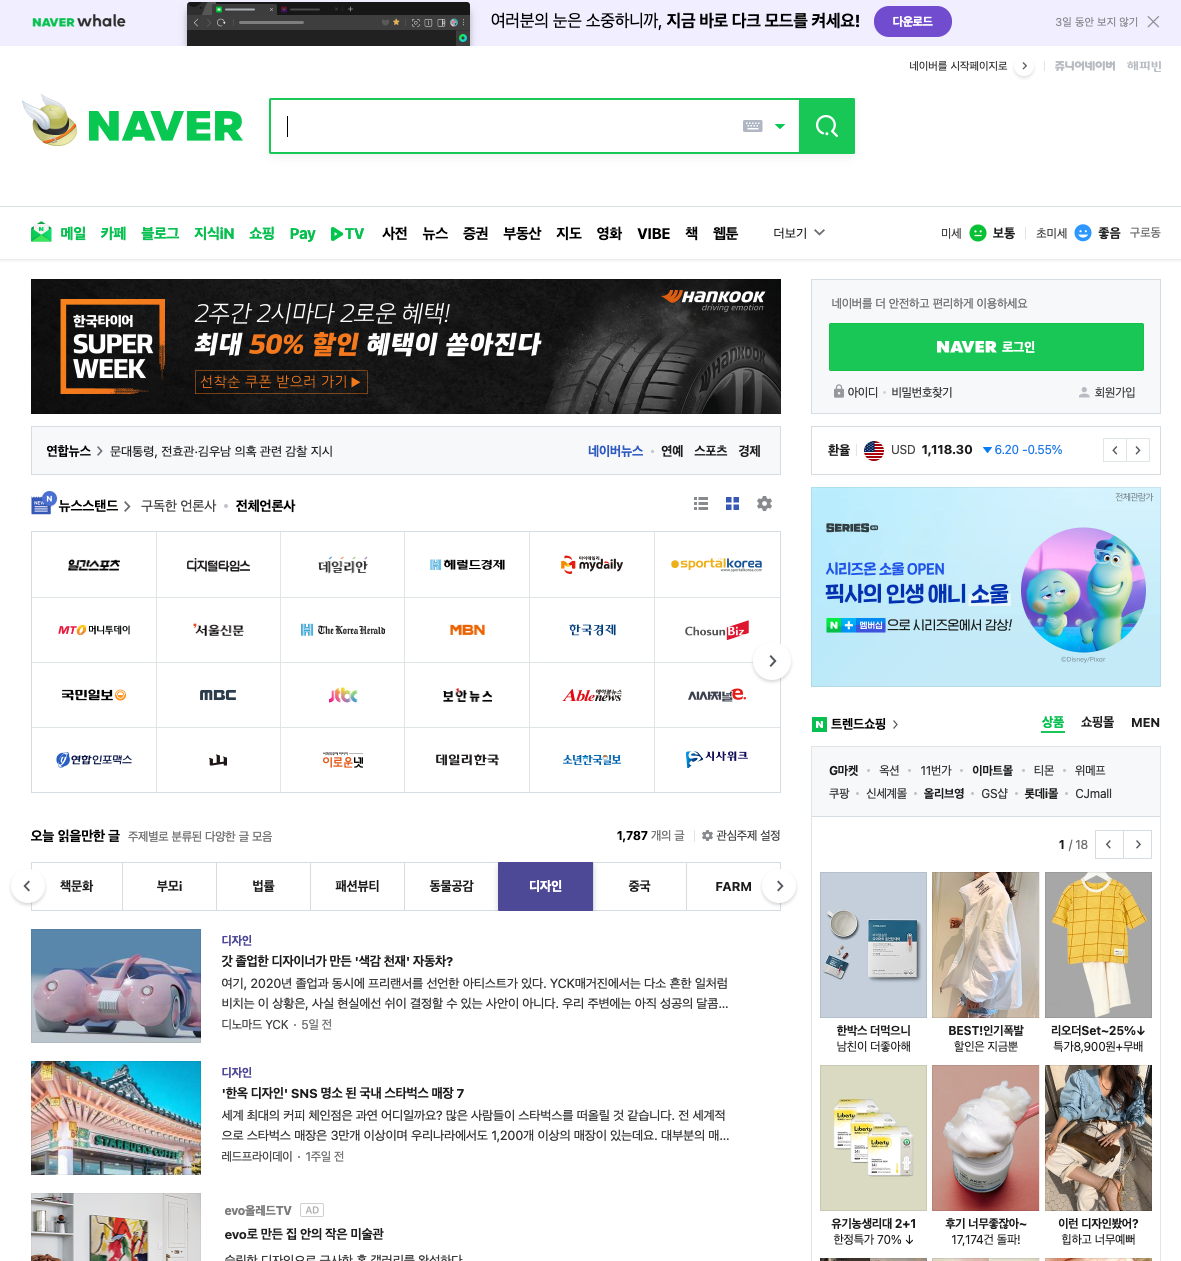 NAVER whale
여러분의 눈은 소중하니까, 지금 바로 다크 모드를 켜세요!
다운로드
3일 동안 보지 않기
네이버를 시작페이지로
쥬니어네이버 해피빈
NAVER
메일 카페 블로그 지식iN 쇼핑 Pay TV 사전 뉴스 증권 부동산 지도 영화 VIBE 책 웹툰 더보기
미세 보통 초미세 좋음 구로동
한국타이어
SUPER
WEEK
2주간 2시마다 2로운 혜택!
최대 50% 할인 혜택이 쏟아진다
선착순 쿠폰 받으러 가기 ▶
HANKOOK
driving emotion
HANKOOK
네이버를 더 안전하고 편리하게 이용하세요
NAVER 로그인
아이디 · 비밀번호찾기 회원가입
연합뉴스 > 문대통령, 전효관·김우남 의혹 관련 감찰 지시
네이버뉴스 · 연예 스포츠 경제
환율 USD 1,118.30 ▼6.20 -0.55%
NEW N 뉴스스탠드 > 구독한 언론사 · 전체언론사
일간스포츠 디지털타임스 데일리안 헤럴드경제 마이데일리 mydaily sportalkorea
MTO 머니투데이 서울신문 The Korea Herald MBN 한국경제 ChosunBiz
국민일보 MBC jtbc 보안뉴스 에이블뉴스 Ablenews 시사저널e.
연합인포맥스 이로운넷 데일리한국 소년한국일보 시사위크
전체관람가
SERIES on
시리즈온 소울 OPEN
픽사의 인생 애니 소울
N + 멤버십 으로 시리즈온에서 감상!
©Disney/Pixar
N 트렌드쇼핑 >
상품 쇼핑몰 MEN
G마켓 · 옥션 · 11번가 · 이마트몰 · 티몬 · 위메프
쿠팡 · 신세계몰 · 올리브영 · GS샵 · 롯데i몰 · CJmall
1 / 18
오늘 읽을만한 글 주제별로 분류된 다양한 글 모음
1,787 개의 글 관심주제 설정
책문화 부모i 법률 패션뷰티 동물공감 디자인 중국 FARM
디자인
갓 졸업한 디자이너가 만든 '색감 천재' 자동차?
여기, 2020년 졸업과 동시에 프리랜서를 선언한 아티스트가 있다. YCK매거진에서는 다소 흔한 일처럼
비치는 이 상황은, 사실 현실에선 쉬이 결정할 수 있는 사안이 아니다. 우리 주변에는 아직 성공의 달콤...
디노마드 YCK · 5일 전
디자인
'한옥 디자인' SNS 명소 된 국내 스타벅스 매장 7
세계 최대의 커피 체인점은 과연 어디일까요? 많은 사람들이 스타벅스를 떠올릴 것 같습니다. 전 세계적
으로 스타벅스 매장은 3만개 이상이며 우리나라에서도 1,200개 이상의 매장이 있는데요. 대부분의 매...
레드프라이데이 · 1주일 전
STARBUCKS COFFEE
evo올레드TV AD
evo로 만든 집 안의 작은 미술관
한박스 더먹으니
남친이 더좋아해
BEST!인기폭발
할인은 지금뿐
리오더Set~25%↓
특가8,900원+무배
Liberty
Liberty
Liberty
유기농생리대 2+1
한정특가 70%↓
후기 너무좋잖아~
17,174건 돌파!
이런 디자인봤어?
힙하고 너무예뻐